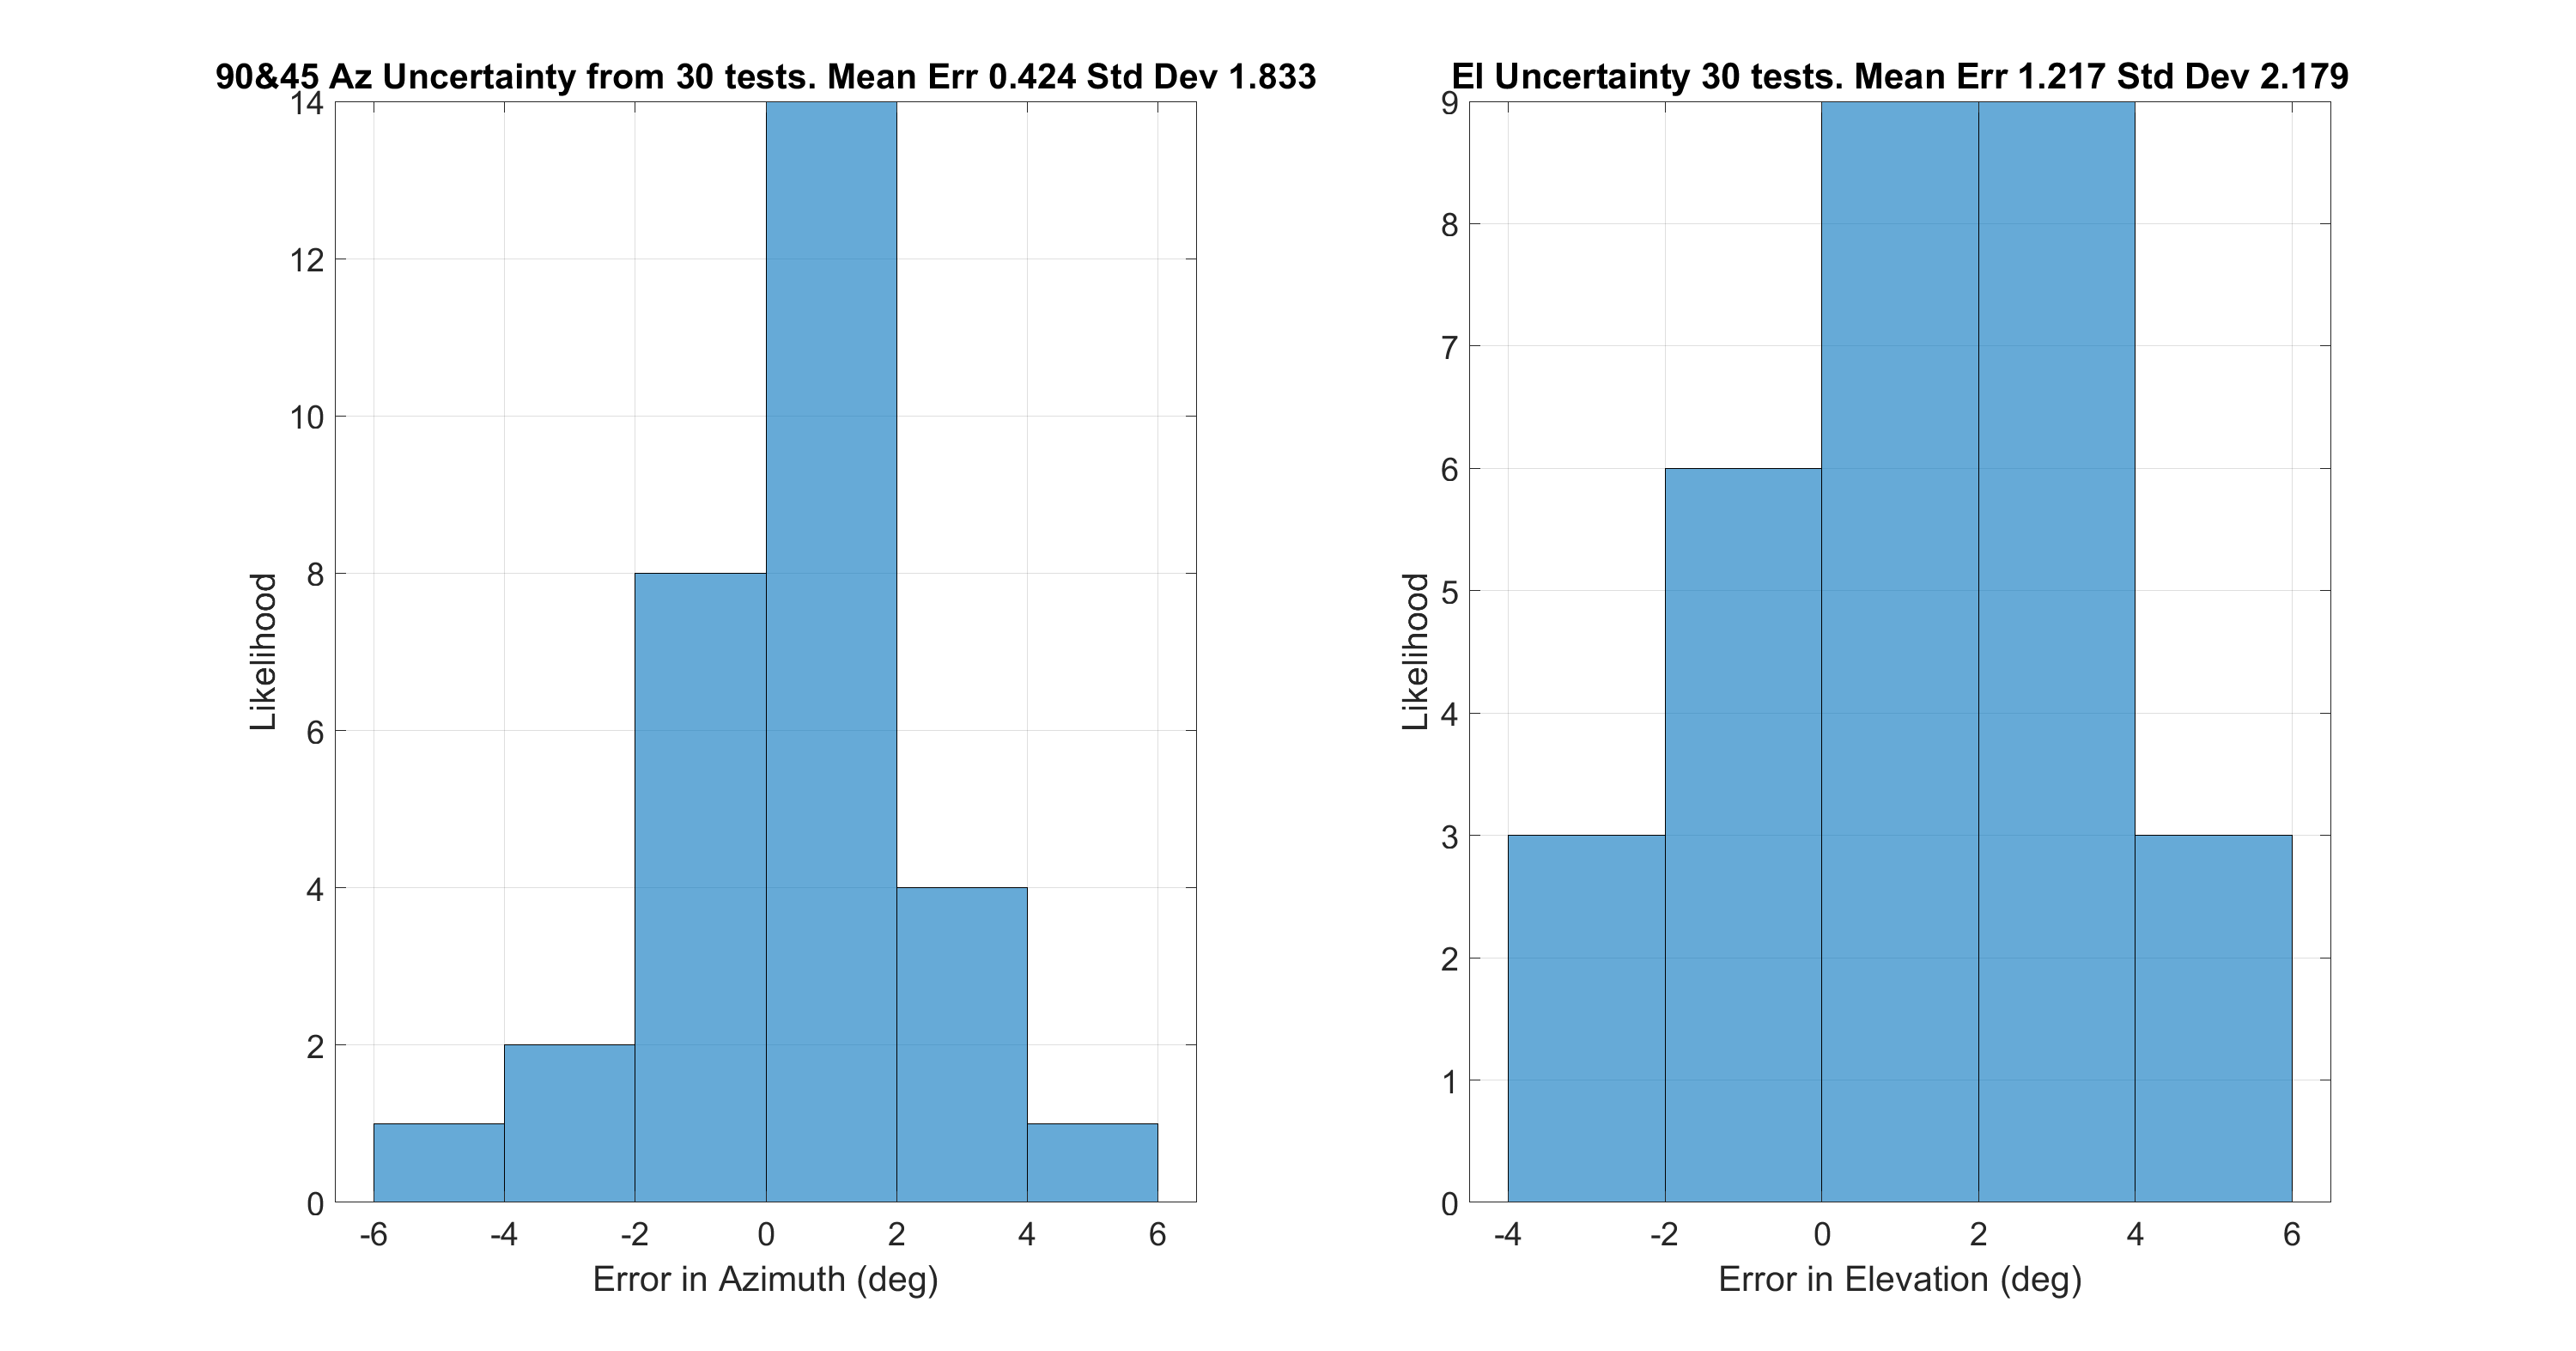 90&45 Az Uncertainty from 30 tests. Mean Err 0.424 Std Dev 1.833
14
12
10
8
6
4
2
0
Likelihood
-6 -4 -2 0 2 4 6
Error in Azimuth (deg)
El Uncertainty 30 tests. Mean Err 1.217 Std Dev 2.179
9
8
7
6
5
4
3
2
1
0
Likelihood
-4 -2 0 2 4 6
Error in Elevation (deg)